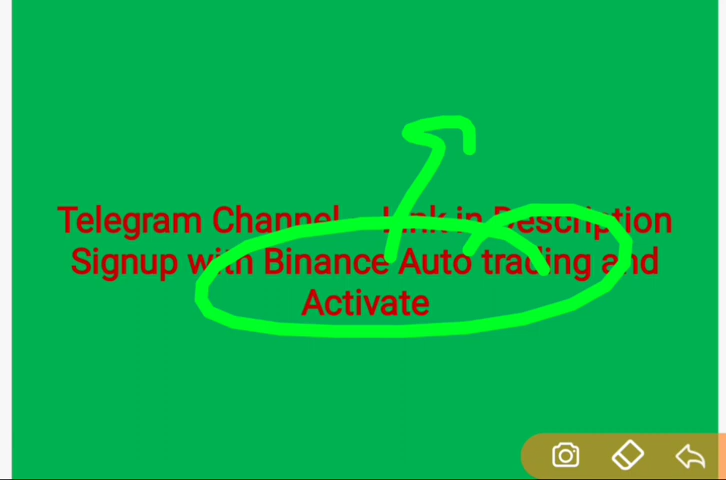 Telegram Channel - Link in Description
Signup with Binance Auto trading and
Activate